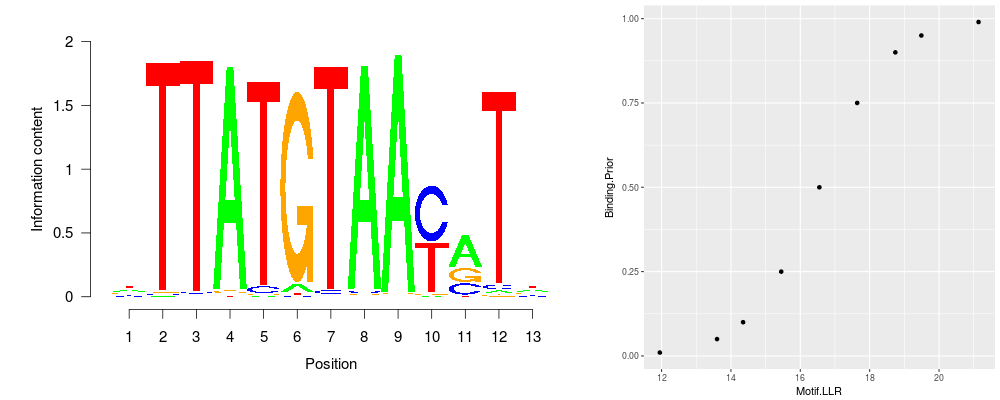 2
1.5
1
0.5
0
Information content
TTATGTAACAT
TG
1 2 3 4 5 6 7 8 9 10 11 12 13
Position
1.00
0.75
0.50
0.25
0.00
Binding.Prior
12 14 16 18 20
Motif.LLR